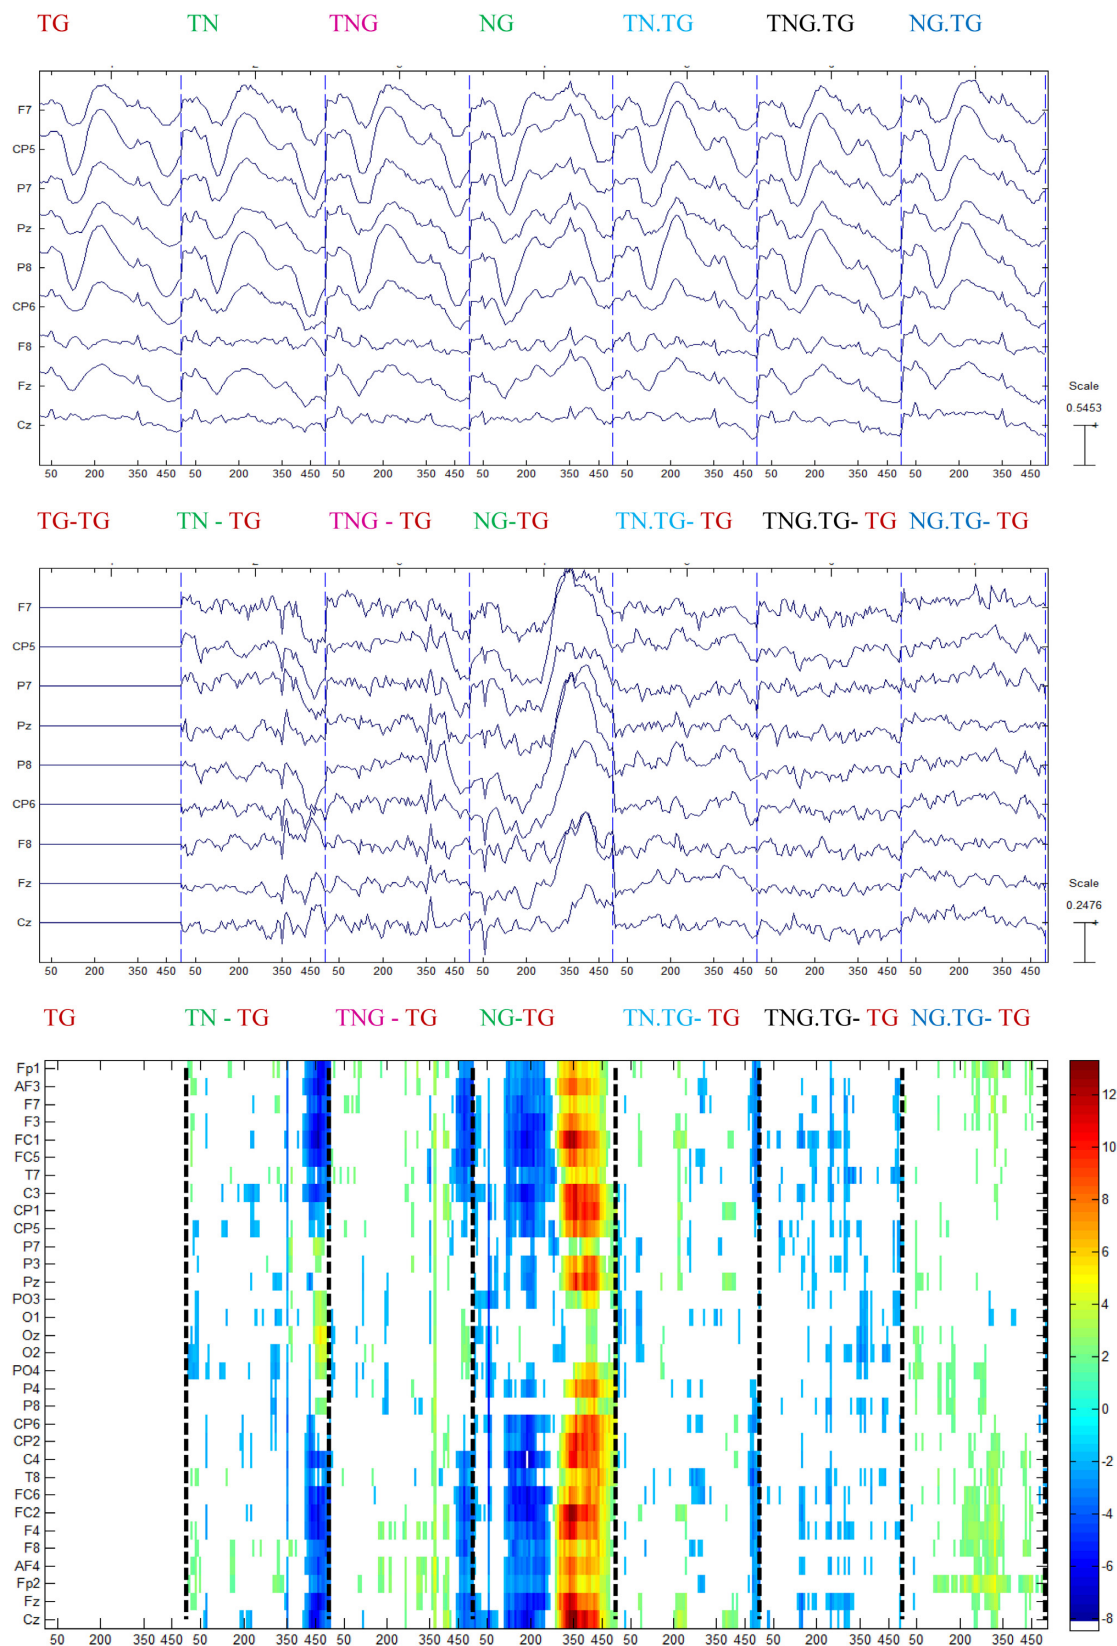 TG TN TNG NG TN.TG TNG.TG NG.TG
F7
CP5
P7
Pz
P8
CP6
F8
Fz
Cz
Scale
0.5453
50 200 350 450 50 200 350 450 50 200 350 450 50 200 350 450 50 200 350 450 50 200 350 450 50 200 350 450
TG-TG TN - TG TNG - TG NG-TG TN.TG- TG TNG.TG- TG NG.TG- TG
F7
CP5
P7
Pz
P8
CP6
F8
Fz
Cz
Scale
0.2476
50 200 350 450 50 200 350 450 50 200 350 450 50 200 350 450 50 200 350 450 50 200 350 450 50 200 350 450
TG TN - TG TNG - TG NG-TG TN.TG- TG TNG.TG- TG NG.TG- TG
Fp1
AF3
F7
F3
FC1
FC5
T7
C3
CP1
CP5
P7
P3
Pz
PO3
O1
Oz
O2
PO4
P4
P8
CP6
CP2
C4
T8
FC6
FC2
F4
F8
AF4
Fp2
Fz
Cz
50 200 350 450 50 200 350 450 50 200 350 450 50 200 350 450 50 200 350 450 50 200 350 450 50 200 350 450
12
10
8
6
4
2
0
-2
-4
-6
-8